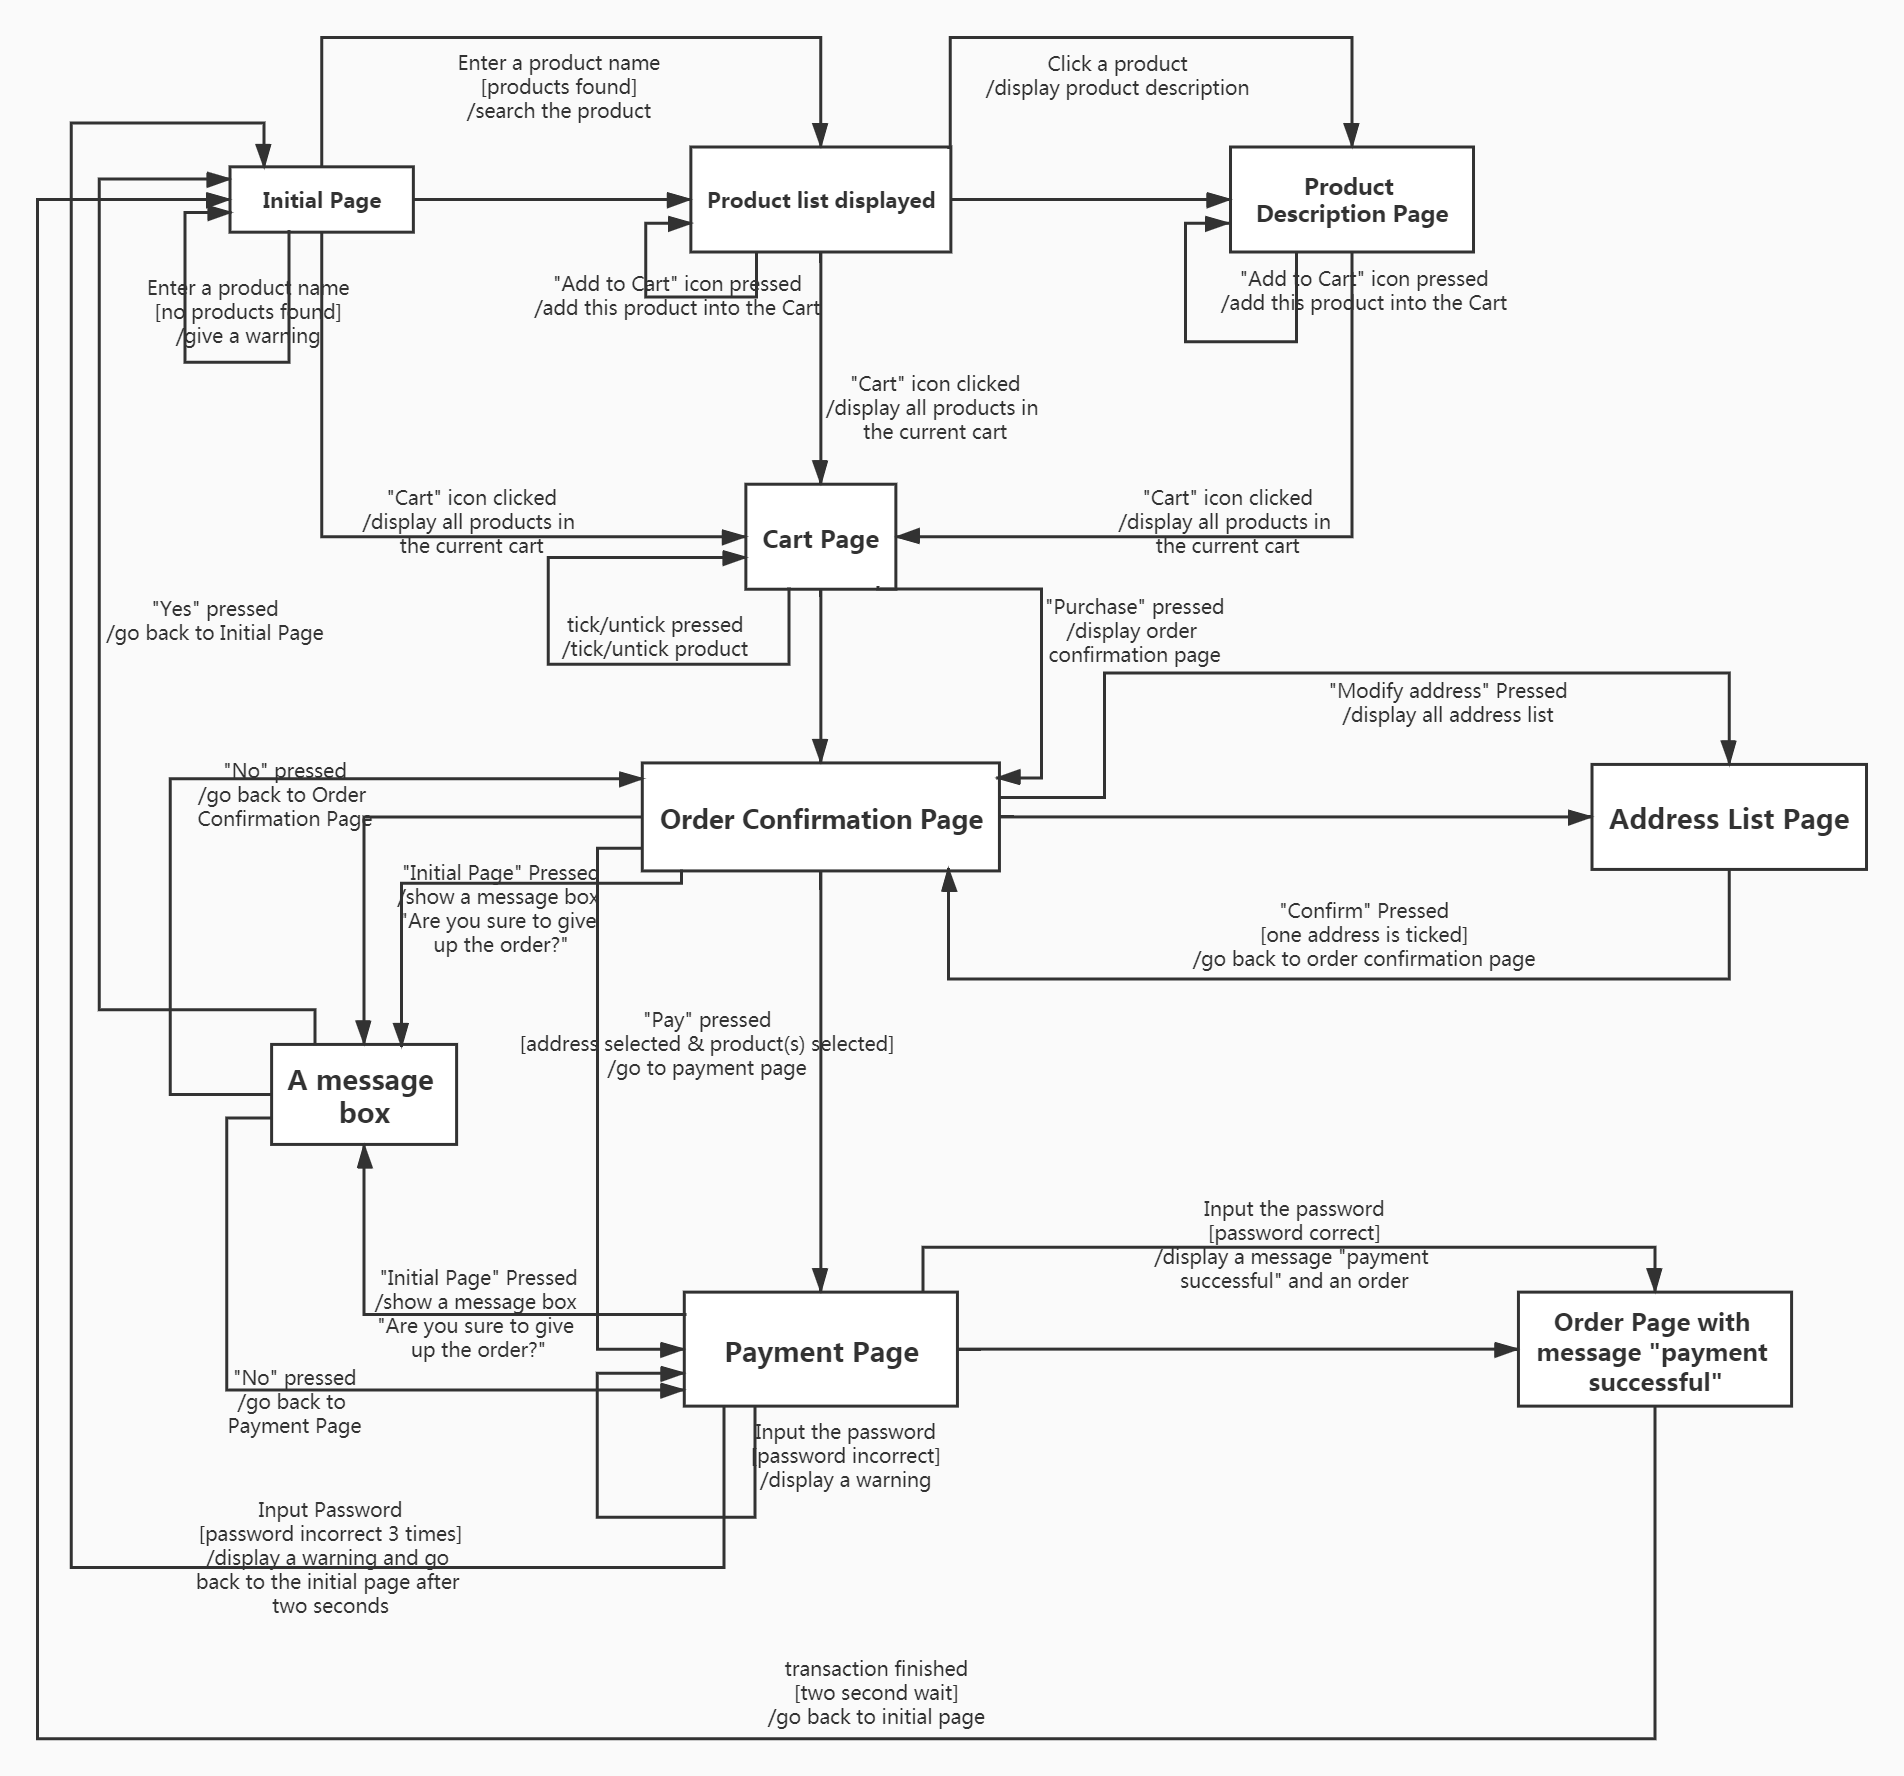 Enter a product name
[products found]
/search the product
Click a product
/display product description
Initial Page
Product list displayed
Product
Description Page
Enter a product name
[no products found]
/give a warning
"Add to Cart" icon pressed
/add this product into the Cart
"Add to Cart" icon pressed
/add this product into the Cart
"Cart" icon clicked
/display all products in
the current cart
"Cart" icon clicked
/display all products in
the current cart
"Cart" icon clicked
/display all products in
the current cart
Cart Page
"Yes" pressed
/go back to Initial Page
tick/untick pressed
/tick/untick product
"Purchase" pressed
/display order
confirmation page
"Modify address" Pressed
/display all address list
"No" pressed
/go back to Order
Confirmation Page
Order Confirmation Page
Address List Page
"Initial Page" Pressed
/show a message box
"Are you sure to give
up the order?"
"Confirm" Pressed
[one address is ticked]
/go back to order confirmation page
"Pay" pressed
[address selected & product(s) selected]
/go to payment page
A message
box
Input the password
[password correct]
/display a message "payment
successful" and an order
"Initial Page" Pressed
/show a message box
"Are you sure to give
up the order?"
Payment Page
Order Page with
message "payment
successful"
"No" pressed
/go back to
Payment Page
Input the password
[password incorrect]
/display a warning
Input Password
[password incorrect 3 times]
/display a warning and go
back to the initial page after
two seconds
transaction finished
[two second wait]
/go back to initial page